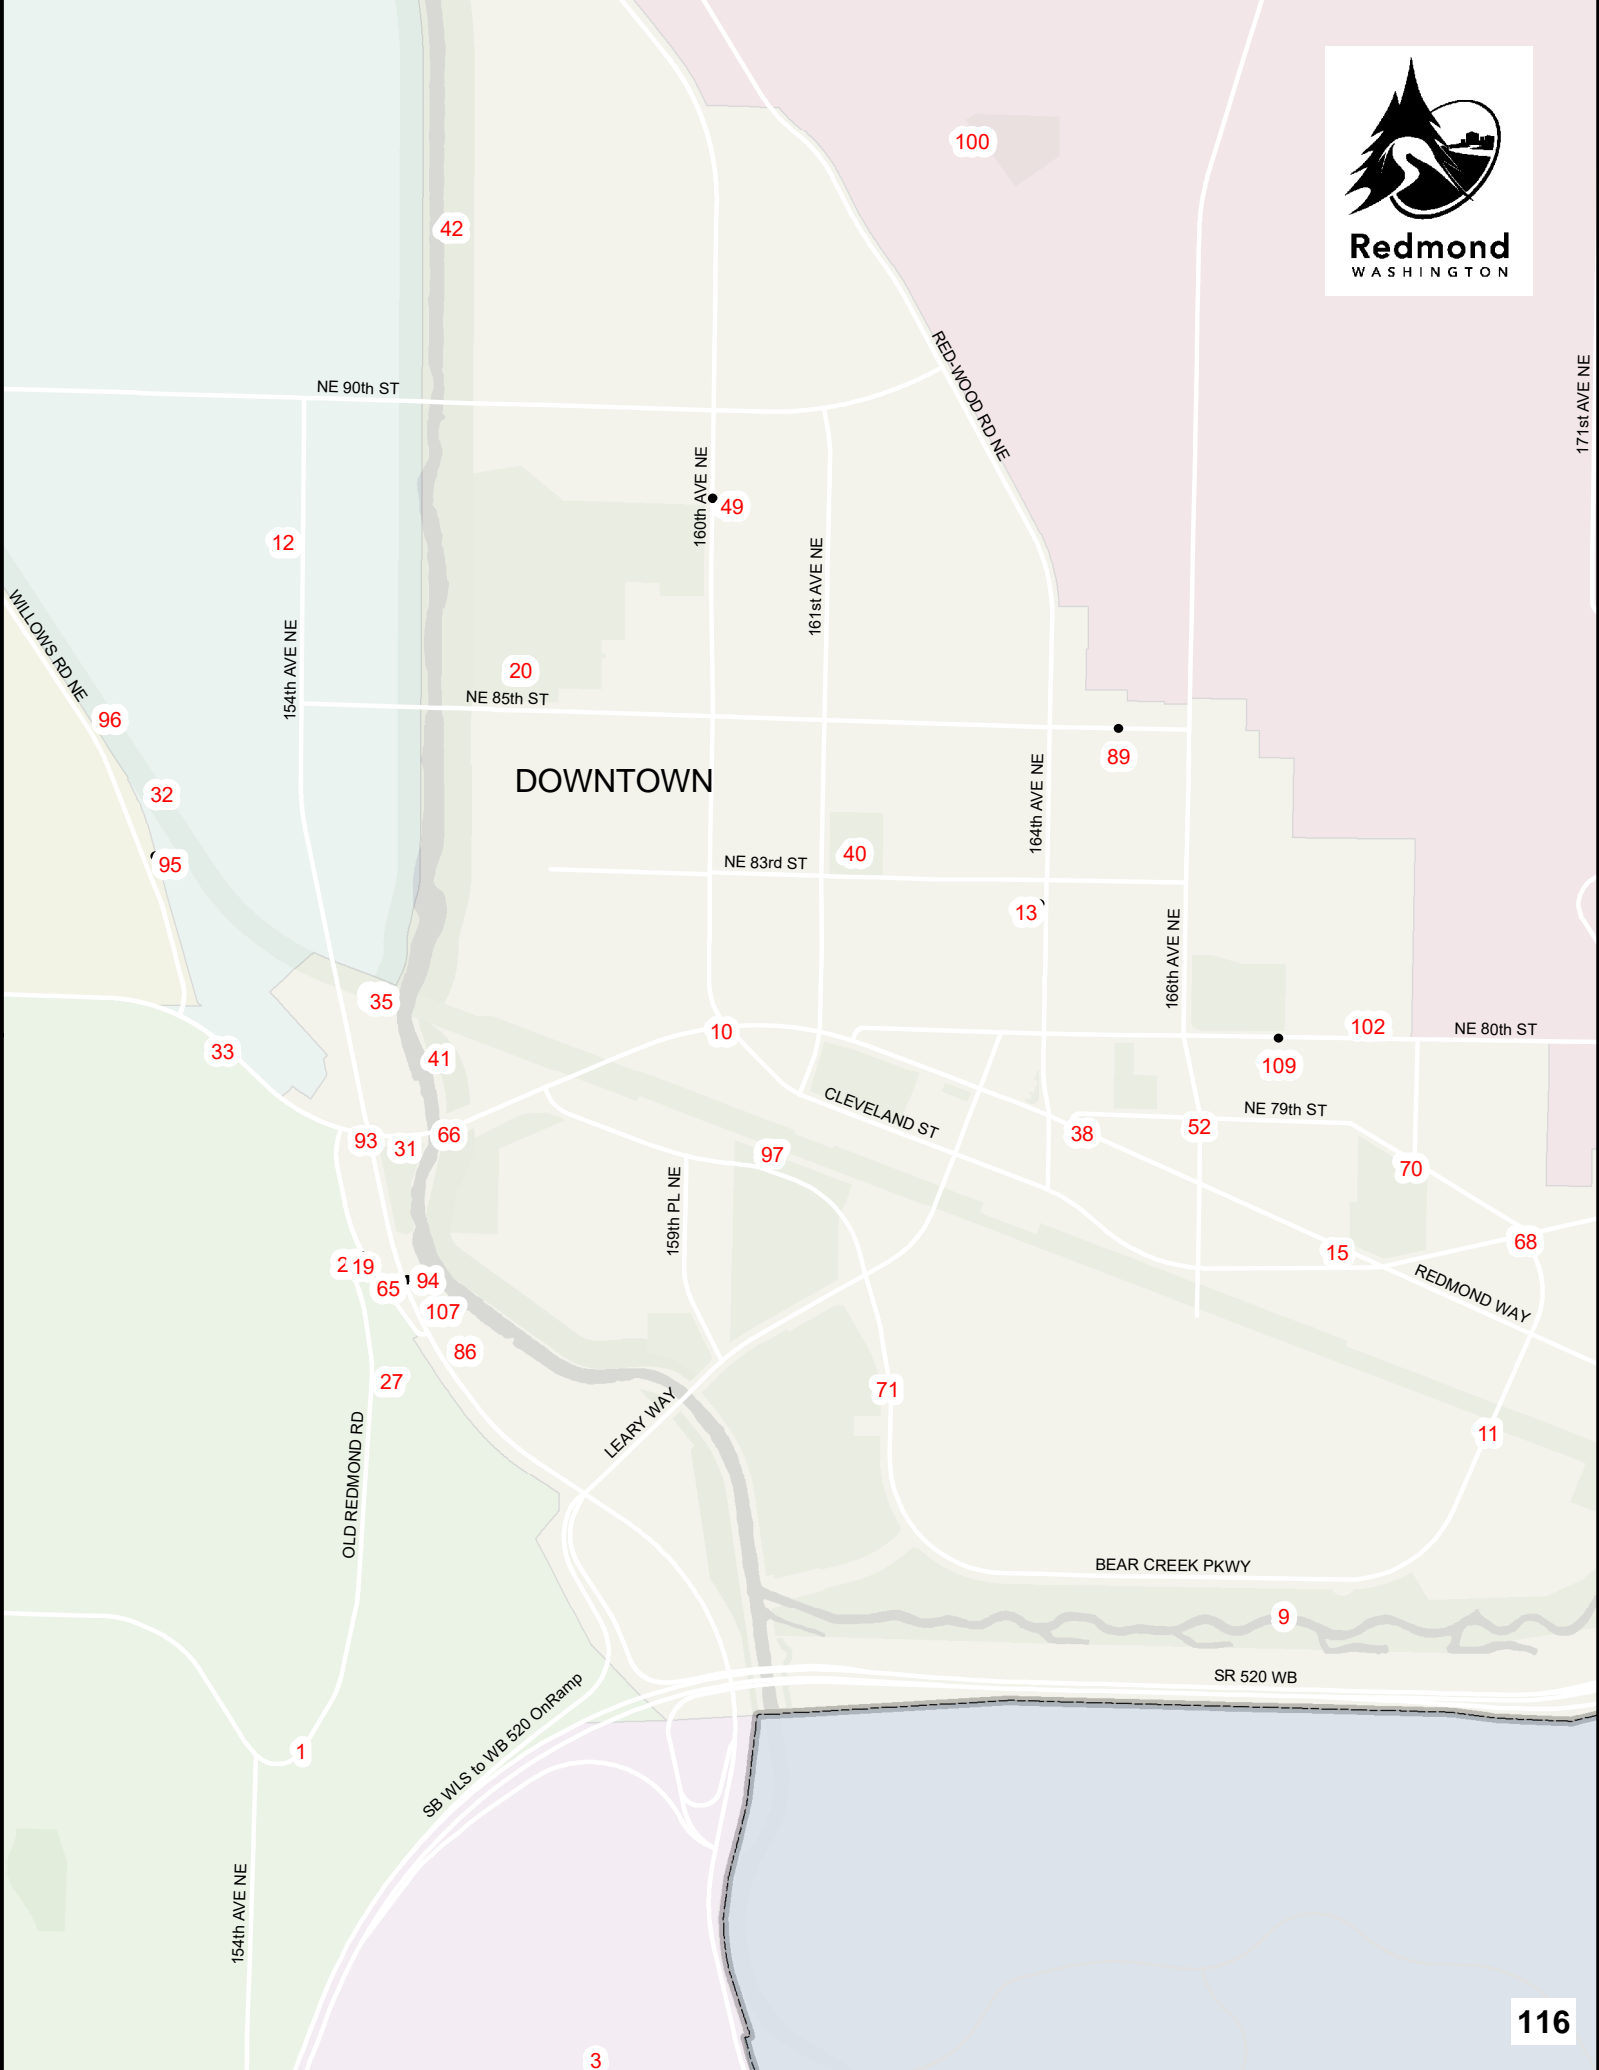 100
Redmond
WASHINGTON
42
RED-WOOD RD NE
171st AVE NE
NE 90th ST
160th AVE NE
49
12
161st AVE NE
WILLOWS RD NE
154th AVE NE
20
NE 85th ST
96
89
DOWNTOWN
32
164th AVE NE
95
NE 83rd ST
40
13
166th AVE NE
35
10
102
NE 80th ST
33
41
109
CLEVELAND ST
NE 79th ST
93
31
66
38
52
97
70
159th PL NE
68
15
2
19
65
94
REDMOND WAY
107
86
27
71
LEARY WAY
11
OLD REDMOND RD
BEAR CREEK PKWY
9
SR 520 WB
SB WLS to WB 520 OnRamp
1
154th AVE NE
116
3